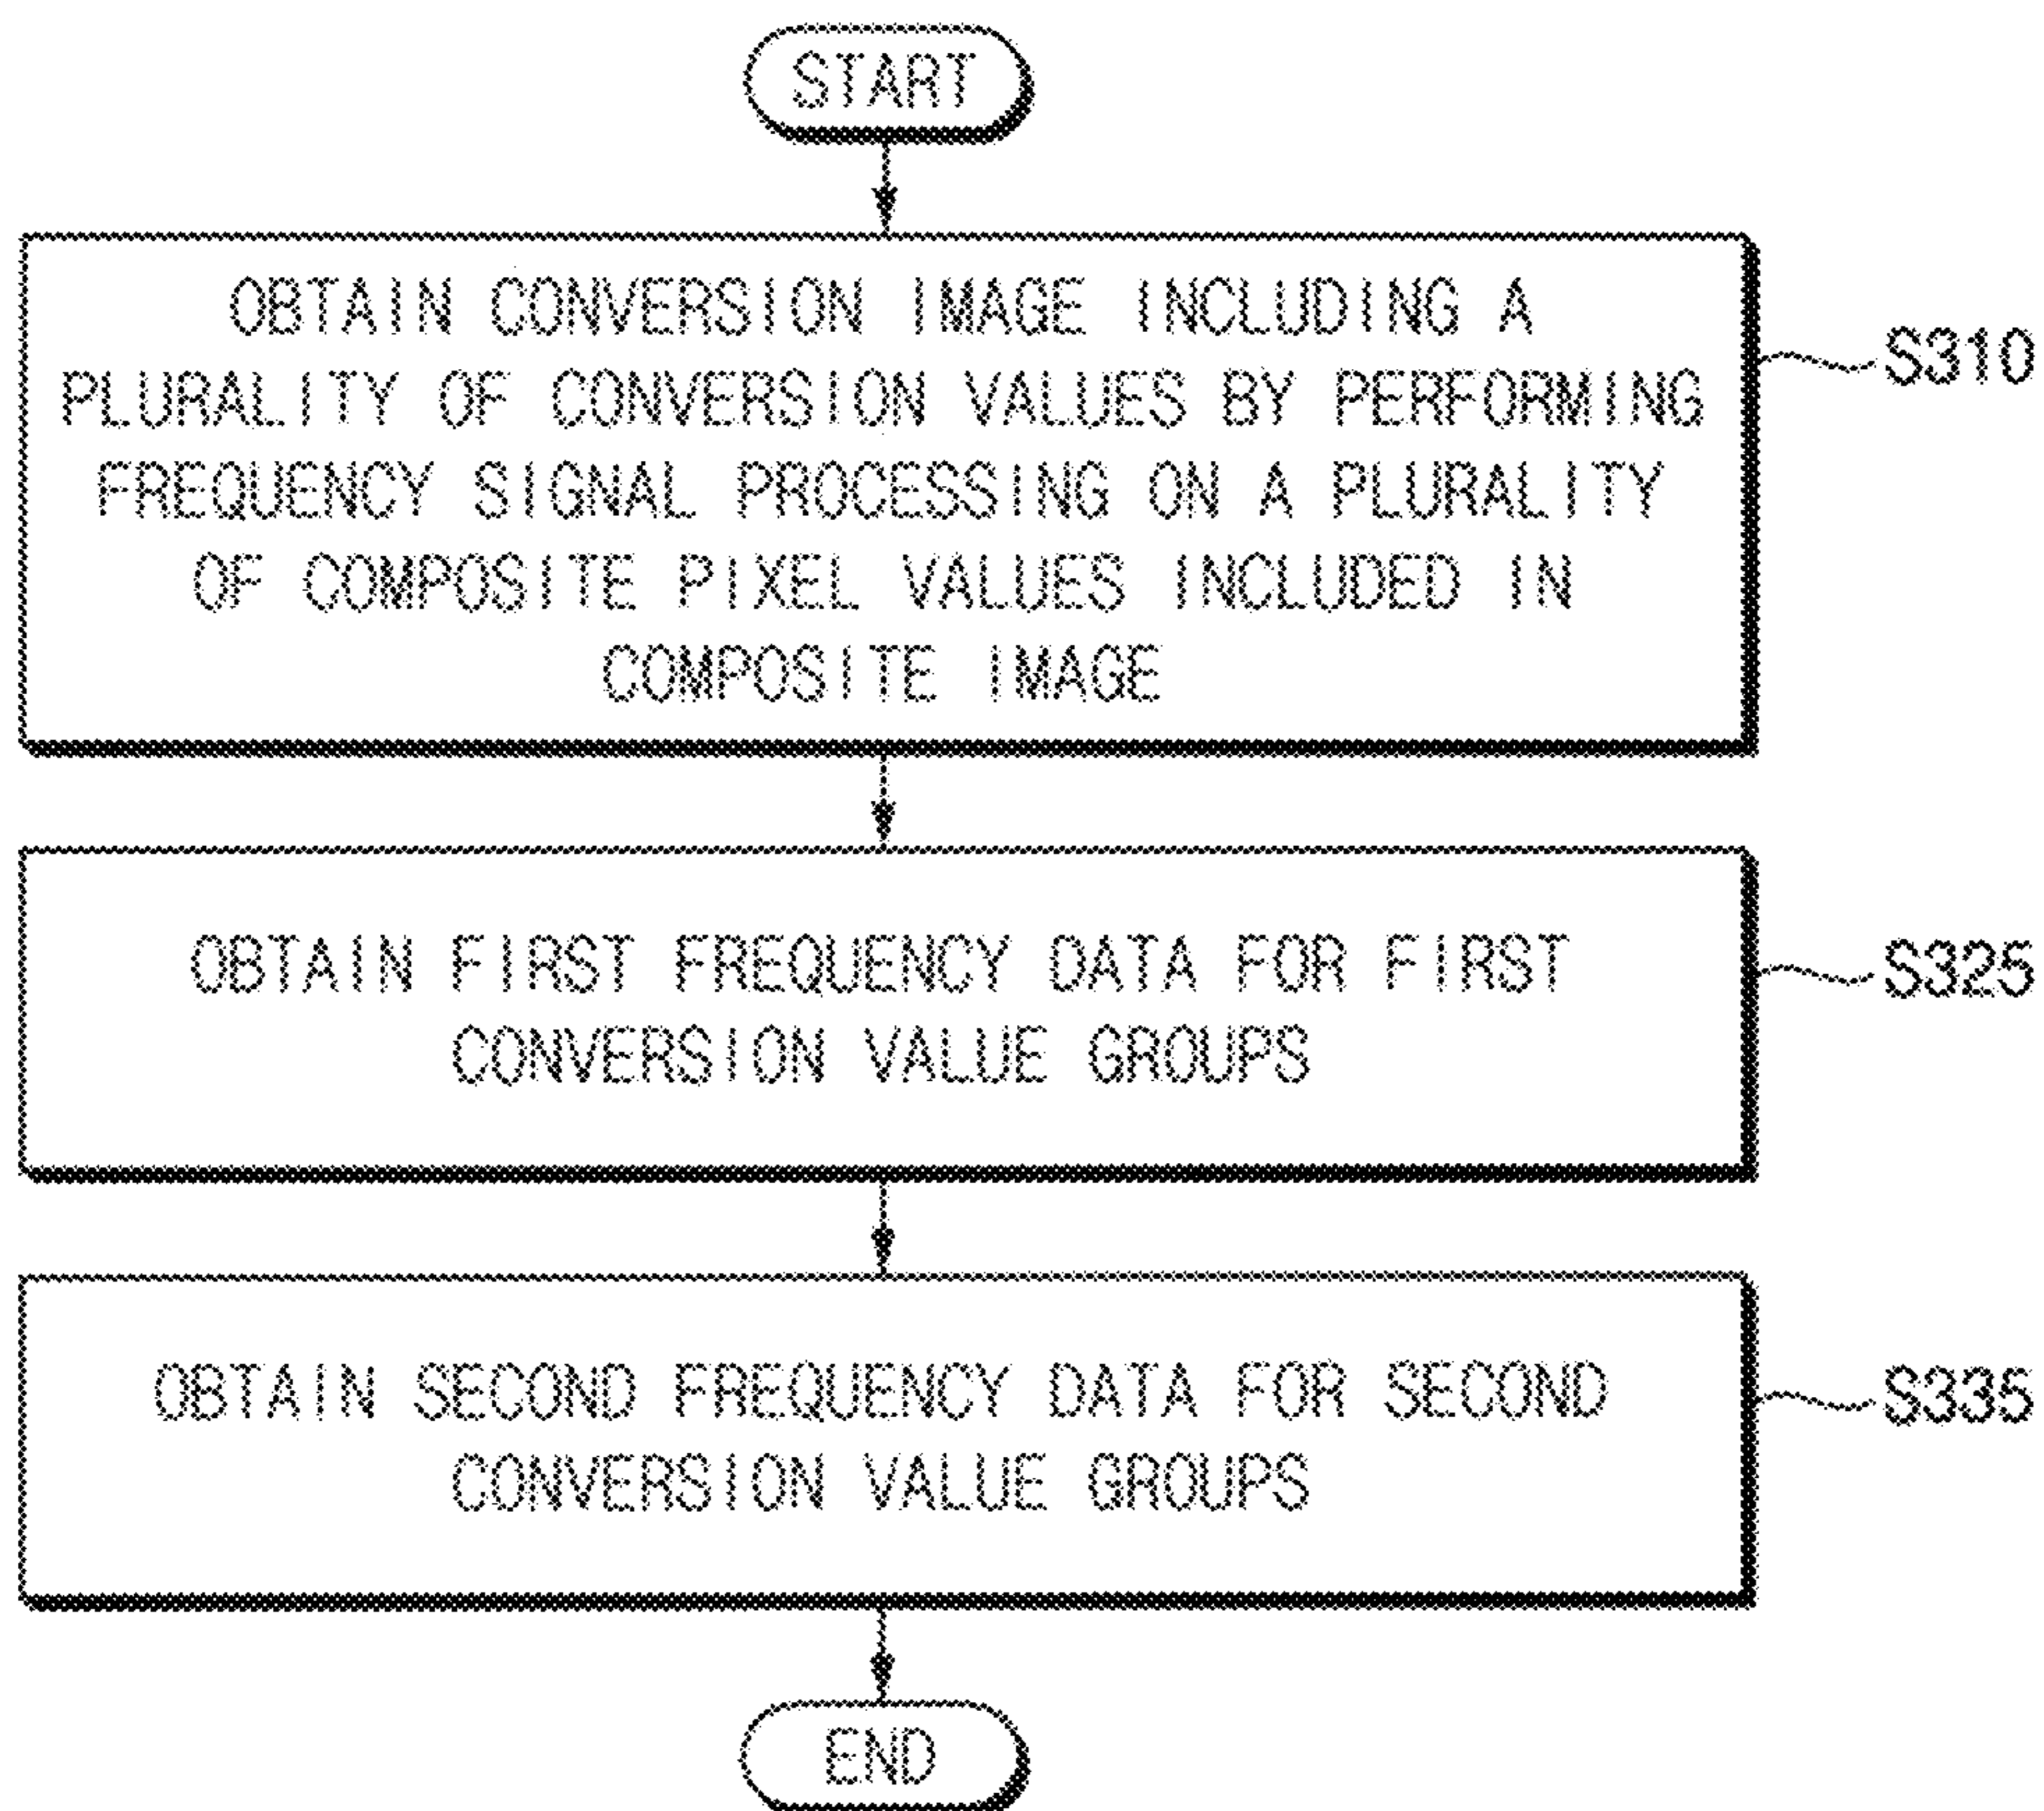 START
OBTAIN CONVERSION IMAGE INCLUDING A
PLURALITY OF CONVERSION VALUES BY PERFORMING
FREQUENCY SIGNAL PROCESSING ON A PLURALITY
OF COMPOSITE PIXEL VALUES INCLUDED IN
COMPOSITE IMAGE
S310
OBTAIN FIRST FREQUENCY DATA FOR FIRST
CONVERSION VALUE GROUPS
S325
OBTAIN SECOND FREQUENCY DATA FOR SECOND
CONVERSION VALUE GROUPS
S335
END